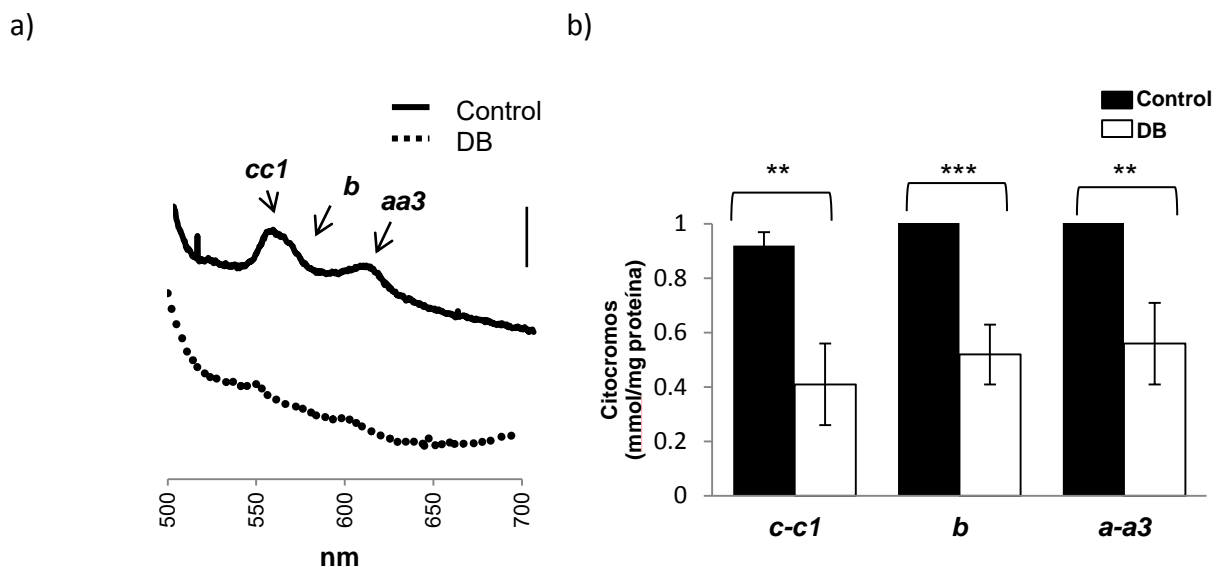 a)
b)
Control
DB
cc1
b
aa3
500
550
600
650
700
nm
Control
DB
**
***
**
1
0.8
0.6
0.4
0.2
0
Citocromos
(mmol/mg proteína)
c-c1
b
a-a3